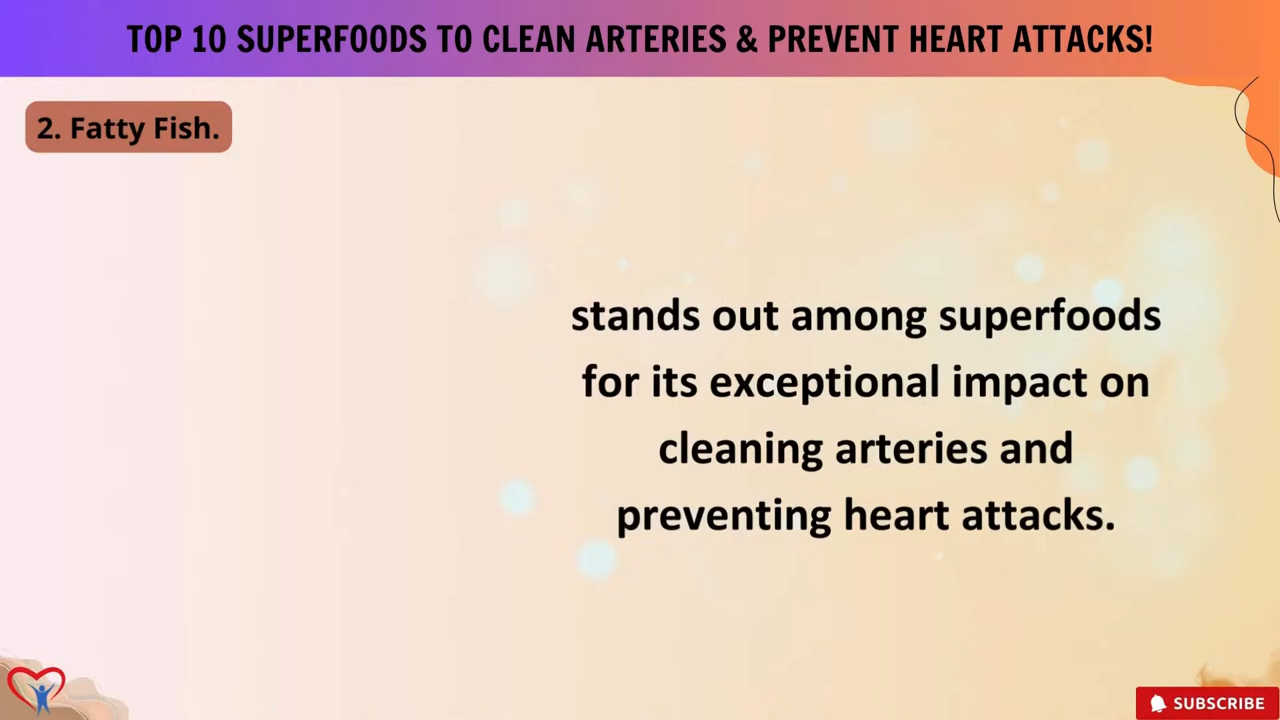 TOP 10 SUPERFOODS TO CLEAN ARTERIES & PREVENT HEART ATTACKS!
2. Fatty Fish.
stands out among superfoods
for its exceptional impact on
cleaning arteries and
preventing heart attacks.
SUBSCRIBE